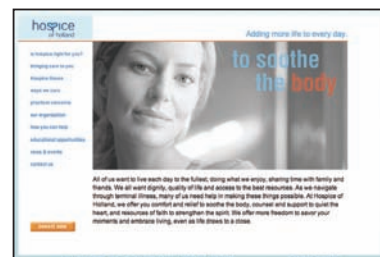 hospice
of holland
Adding more life to every day.
to soothe
the body
is hospice right for you?
bringing care to you
hospice house
ways we care
practical concerns
our organization
how you can help
educational opportunities
news & events
contact us
All of us want to live each day to the fullest, doing what we enjoy, sharing time with family and
friends. We all want dignity, quality of life and access to the best resources. As we navigate
through terminal illness, many of us need help in making these things possible. At Hospice of
Holland, we offer you comfort and relief to soothe the body, counsel and support to quiet the
heart, and resources of faith to strengthen the spirit. We offer more freedom to savor your
moments and embrace living, even as life draws to a close.